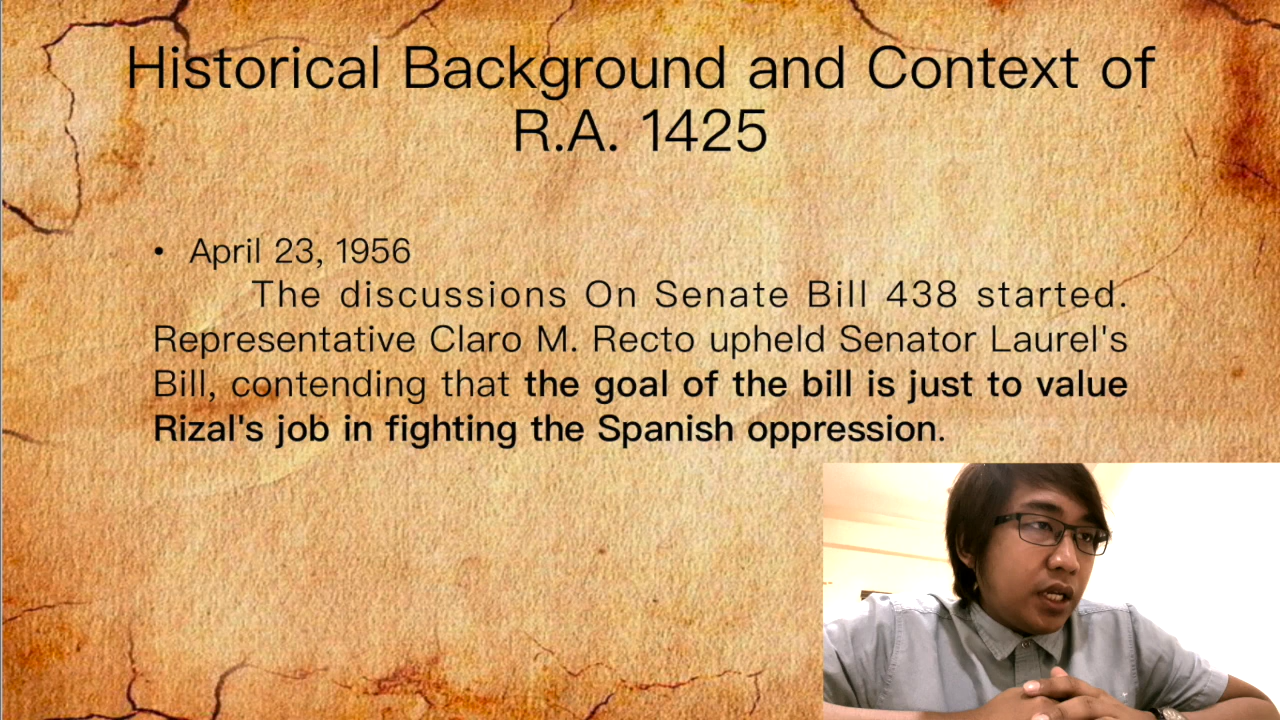 Historical Background and Context of
R.A. 1425
• April 23, 1956
The discussions On Senate Bill 438 started.
Representative Claro M. Recto upheld Senator Laurel's
Bill, contending that the goal of the bill is just to value
Rizal's job in fighting the Spanish oppression.